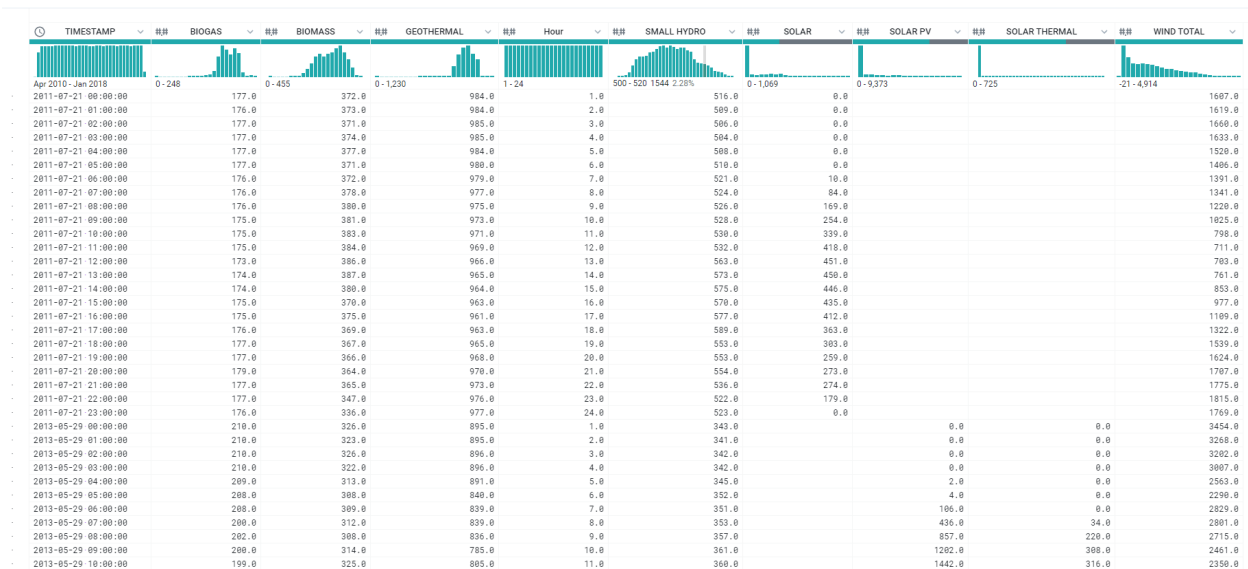 TIMESTAMP #,# BIOGAS #,# BIOMASS #,# GEOTHERMAL #,# Hour #,# SMALL HYDRO #,# SOLAR #,# SOLAR PV #,# SOLAR THERMAL #,# WIND TOTAL
Apr 2010 - Jan 2018 0 - 248 0 - 455 0 - 1,230 1 - 24 500 - 520 1544 2.28% 0 - 1,069 0 - 9,373 0 - 725 -21 - 4,914
2011-07-21·00:00:00 177.0 372.0 984.0 1.0 516.0 0.0 1607.0
2011-07-21·01:00:00 176.0 373.0 984.0 2.0 509.0 0.0 1619.0
2011-07-21·02:00:00 177.0 371.0 985.0 3.0 506.0 0.0 1660.0
2011-07-21·03:00:00 177.0 374.0 985.0 4.0 504.0 0.0 1633.0
2011-07-21·04:00:00 177.0 377.0 984.0 5.0 508.0 0.0 1520.0
2011-07-21·05:00:00 177.0 371.0 980.0 6.0 510.0 0.0 1406.0
2011-07-21·06:00:00 176.0 372.0 979.0 7.0 521.0 10.0 1391.0
2011-07-21·07:00:00 176.0 378.0 977.0 8.0 524.0 84.0 1341.0
2011-07-21·08:00:00 176.0 380.0 975.0 9.0 526.0 169.0 1220.0
2011-07-21·09:00:00 175.0 381.0 973.0 10.0 528.0 254.0 1025.0
2011-07-21·10:00:00 175.0 383.0 971.0 11.0 530.0 339.0 798.0
2011-07-21·11:00:00 175.0 384.0 969.0 12.0 532.0 418.0 711.0
2011-07-21·12:00:00 173.0 386.0 966.0 13.0 563.0 451.0 703.0
2011-07-21·13:00:00 174.0 387.0 965.0 14.0 573.0 450.0 761.0
2011-07-21·14:00:00 174.0 380.0 964.0 15.0 575.0 446.0 853.0
2011-07-21·15:00:00 175.0 370.0 963.0 16.0 570.0 435.0 977.0
2011-07-21·16:00:00 175.0 375.0 961.0 17.0 577.0 412.0 1109.0
2011-07-21·17:00:00 176.0 369.0 963.0 18.0 589.0 363.0 1322.0
2011-07-21·18:00:00 177.0 367.0 965.0 19.0 553.0 303.0 1539.0
2011-07-21·19:00:00 177.0 366.0 968.0 20.0 553.0 259.0 1624.0
2011-07-21·20:00:00 179.0 364.0 970.0 21.0 554.0 273.0 1707.0
2011-07-21·21:00:00 177.0 365.0 973.0 22.0 536.0 274.0 1775.0
2011-07-21·22:00:00 177.0 347.0 976.0 23.0 522.0 179.0 1815.0
2011-07-21·23:00:00 176.0 336.0 977.0 24.0 523.0 0.0 1769.0
2013-05-29·00:00:00 210.0 326.0 895.0 1.0 343.0 0.0 0.0 3454.0
2013-05-29·01:00:00 210.0 323.0 895.0 2.0 341.0 0.0 0.0 3268.0
2013-05-29·02:00:00 210.0 326.0 896.0 3.0 342.0 0.0 0.0 3202.0
2013-05-29·03:00:00 210.0 322.0 896.0 4.0 342.0 0.0 0.0 3007.0
2013-05-29·04:00:00 209.0 313.0 891.0 5.0 345.0 2.0 0.0 2563.0
2013-05-29·05:00:00 208.0 308.0 840.0 6.0 352.0 4.0 0.0 2290.0
2013-05-29·06:00:00 208.0 309.0 839.0 7.0 351.0 106.0 0.0 2829.0
2013-05-29·07:00:00 200.0 312.0 839.0 8.0 353.0 436.0 34.0 2801.0
2013-05-29·08:00:00 202.0 308.0 836.0 9.0 357.0 857.0 220.0 2715.0
2013-05-29·09:00:00 200.0 314.0 785.0 10.0 361.0 1202.0 308.0 2461.0
2013-05-29·10:00:00 199.0 325.0 805.0 11.0 360.0 1442.0 316.0 2350.0